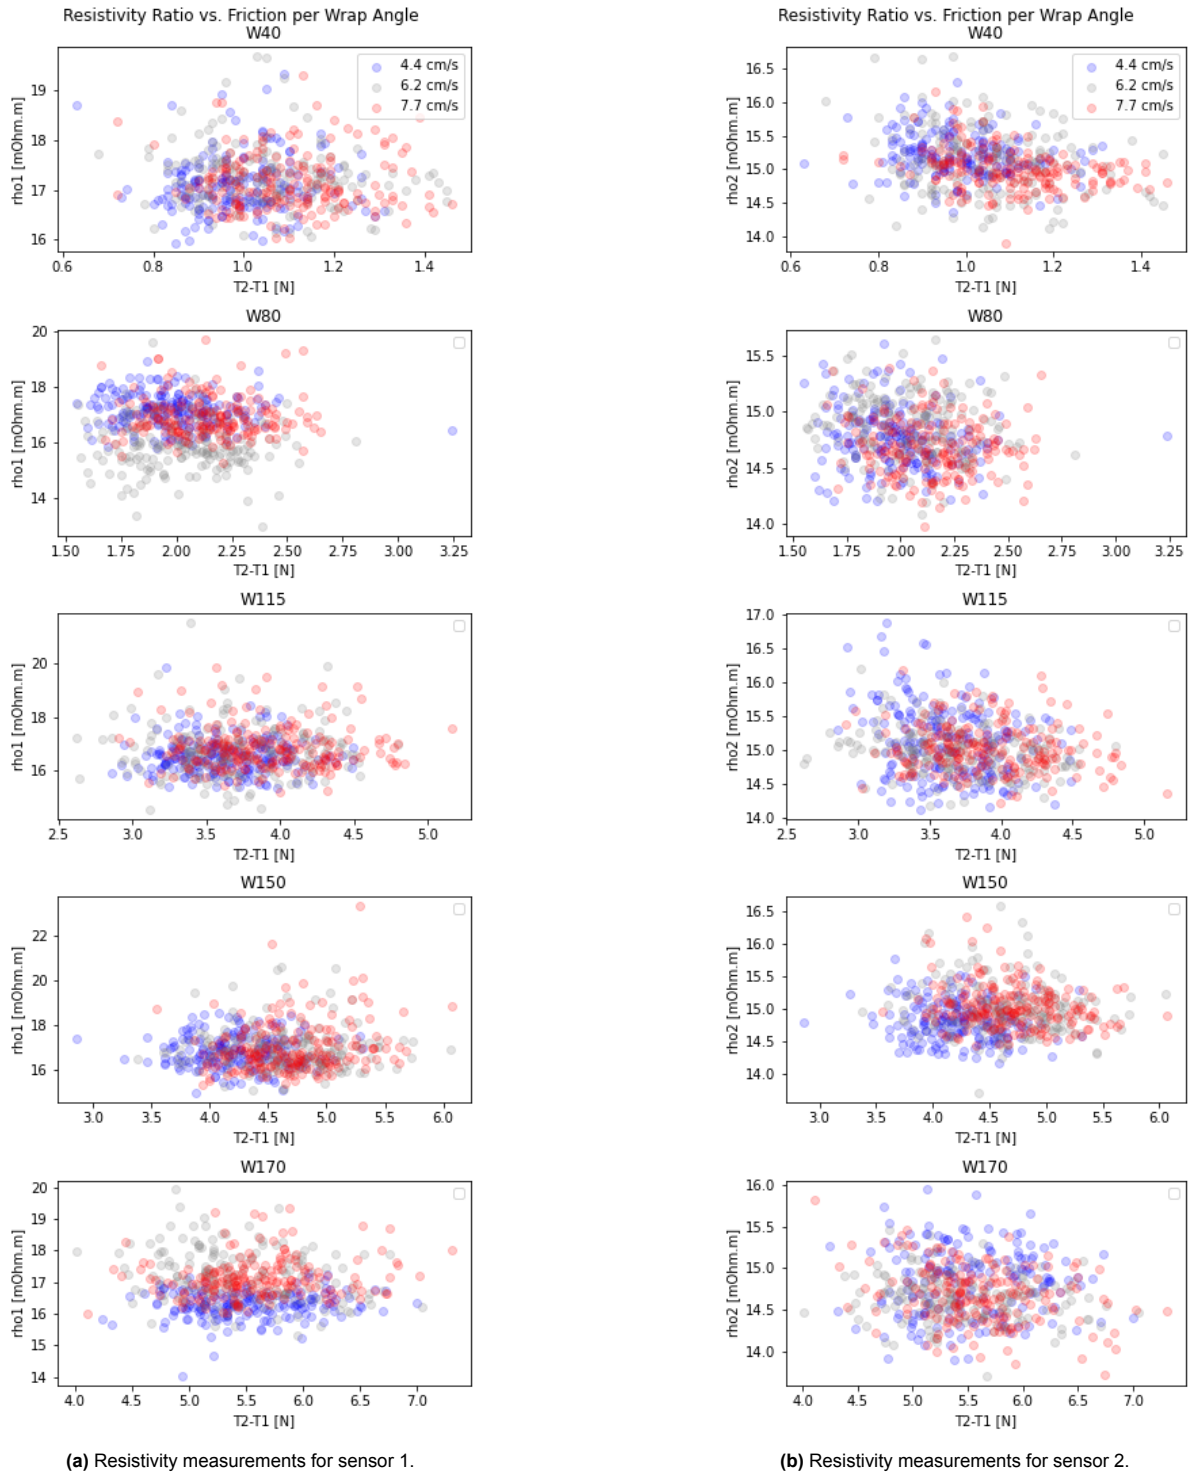 Resistivity Ratio vs. Friction per Wrap Angle
W40
4.4 cm/s
6.2 cm/s
7.7 cm/s
rho1 [mOhm.m]
19
18
17
16
0.6 0.8 1.0 1.2 1.4
T2-T1 [N]
W80
rho1 [mOhm.m]
20
18
16
14
1.50 1.75 2.00 2.25 2.50 2.75 3.00 3.25
T2-T1 [N]
W115
rho1 [mOhm.m]
20
18
16
2.5 3.0 3.5 4.0 4.5 5.0
T2-T1 [N]
W150
rho1 [mOhm.m]
22
20
18
16
3.0 3.5 4.0 4.5 5.0 5.5 6.0
T2-T1 [N]
W170
rho1 [mOhm.m]
20
19
18
17
16
15
14
4.0 4.5 5.0 5.5 6.0 6.5 7.0
T2-T1 [N]
(a) Resistivity measurements for sensor 1.
Resistivity Ratio vs. Friction per Wrap Angle
W40
4.4 cm/s
6.2 cm/s
7.7 cm/s
rho2 [mOhm.m]
16.5
16.0
15.5
15.0
14.5
14.0
0.6 0.8 1.0 1.2 1.4
T2-T1 [N]
W80
rho2 [mOhm.m]
15.5
15.0
14.5
14.0
1.50 1.75 2.00 2.25 2.50 2.75 3.00 3.25
T2-T1 [N]
W115
rho2 [mOhm.m]
17.0
16.5
16.0
15.5
15.0
14.5
14.0
2.5 3.0 3.5 4.0 4.5 5.0
T2-T1 [N]
W150
rho2 [mOhm.m]
16.5
16.0
15.5
15.0
14.5
14.0
3.0 3.5 4.0 4.5 5.0 5.5 6.0
T2-T1 [N]
W170
rho2 [mOhm.m]
16.0
15.5
15.0
14.5
14.0
4.0 4.5 5.0 5.5 6.0 6.5 7.0
T2-T1 [N]
(b) Resistivity measurements for sensor 2.